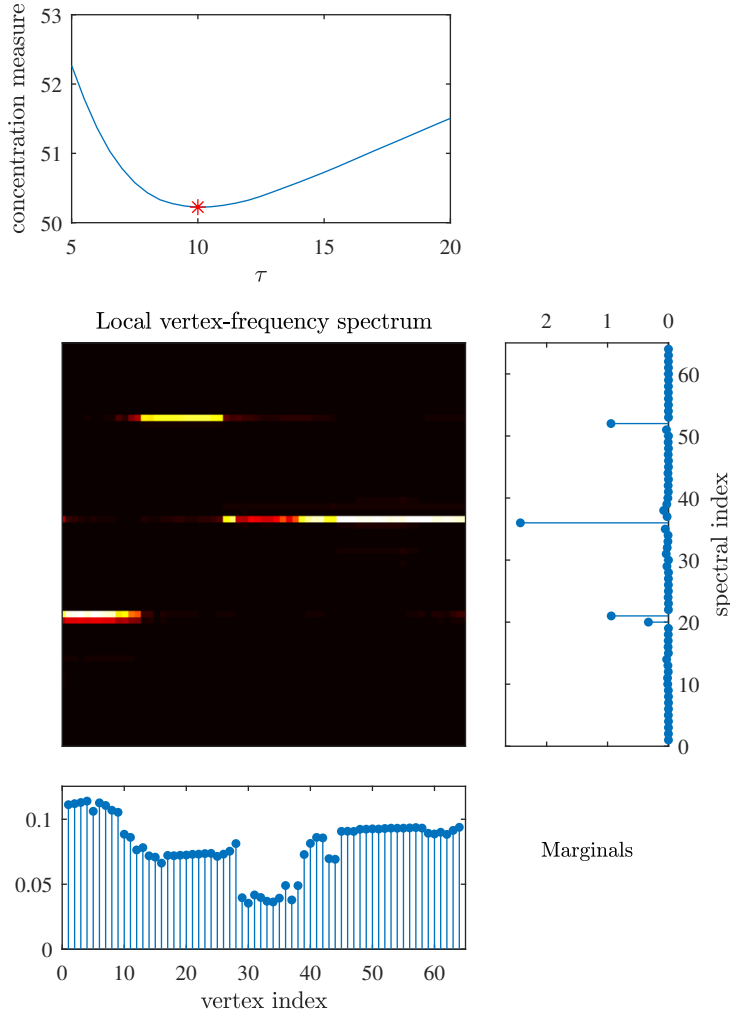 53
52
51
50
concentration measure
5 10 15 20
τ
Local vertex-frequency spectrum
2 1 0
60
50
40
30
20
10
0
spectral index
0.1
0.05
0
0 10 20 30 40 50 60
vertex index
Marginals